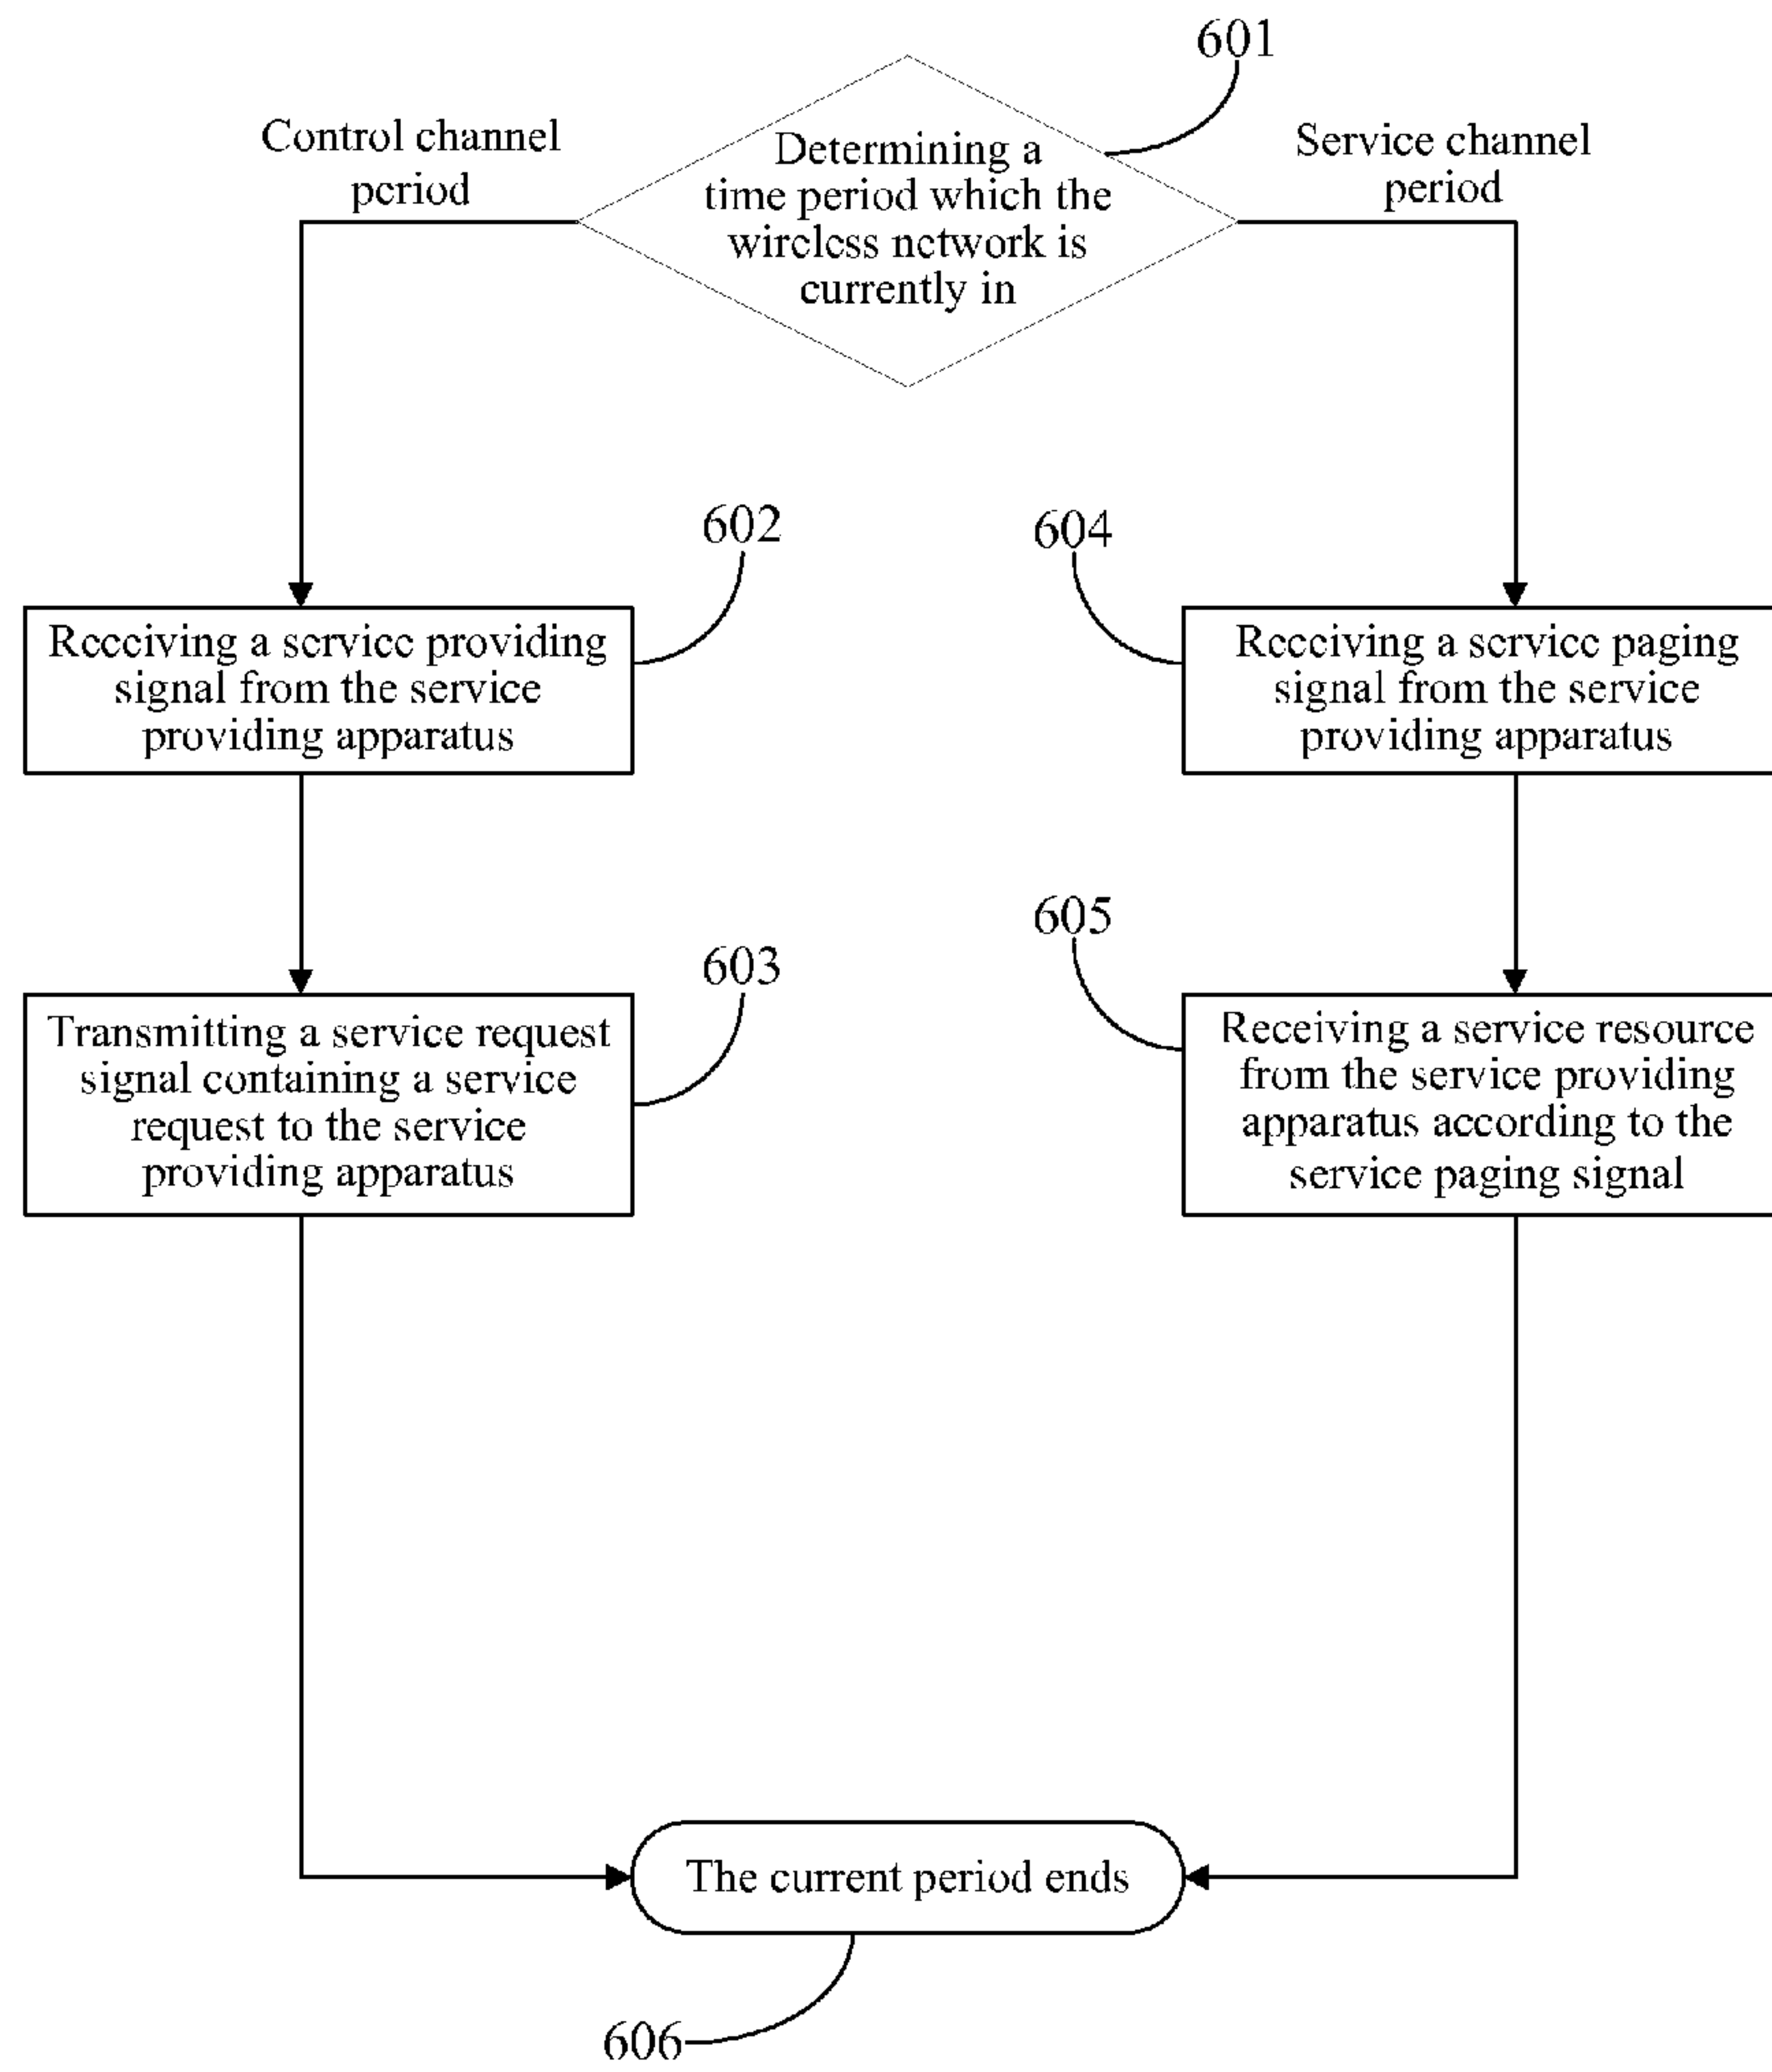 601
Control channel
period
Determining a
time period which the
wireless network is
currently in
Service channel
period
602
604
Receiving a service providing
signal from the service
providing apparatus
Receiving a service paging
signal from the service
providing apparatus
603
605
Transmitting a service request
signal containing a service
request to the service
providing apparatus
Receiving a service resource
from the service providing
apparatus according to the
service paging signal
The current period ends
606